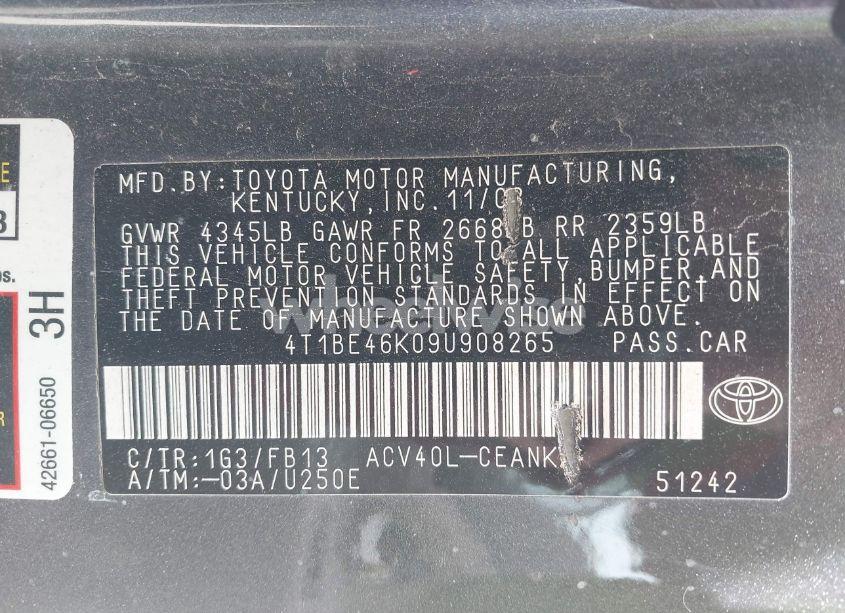 MFD.BY:TOYOTA MOTOR MANUFACTURING,
KENTUCKY,INC.
GVWR 4345LB GAWR FR RR 2359LB
THIS VEHICLE CONFORMS TO ALL APPLICABLE
FEDERAL MOTOR VEHICLE SAFETY,BUMPER,AND
THEFT PREVENTION STANDARDS IN EFFECT ON
THE DATE OF MANUFACTURE SHOWN ABOVE.
4T1BE46K09U908265 PASS.CAR
C/TR:1G3/FB13
A/TM:-03A/U250E 51242
3H
42661-06650
wheelwise